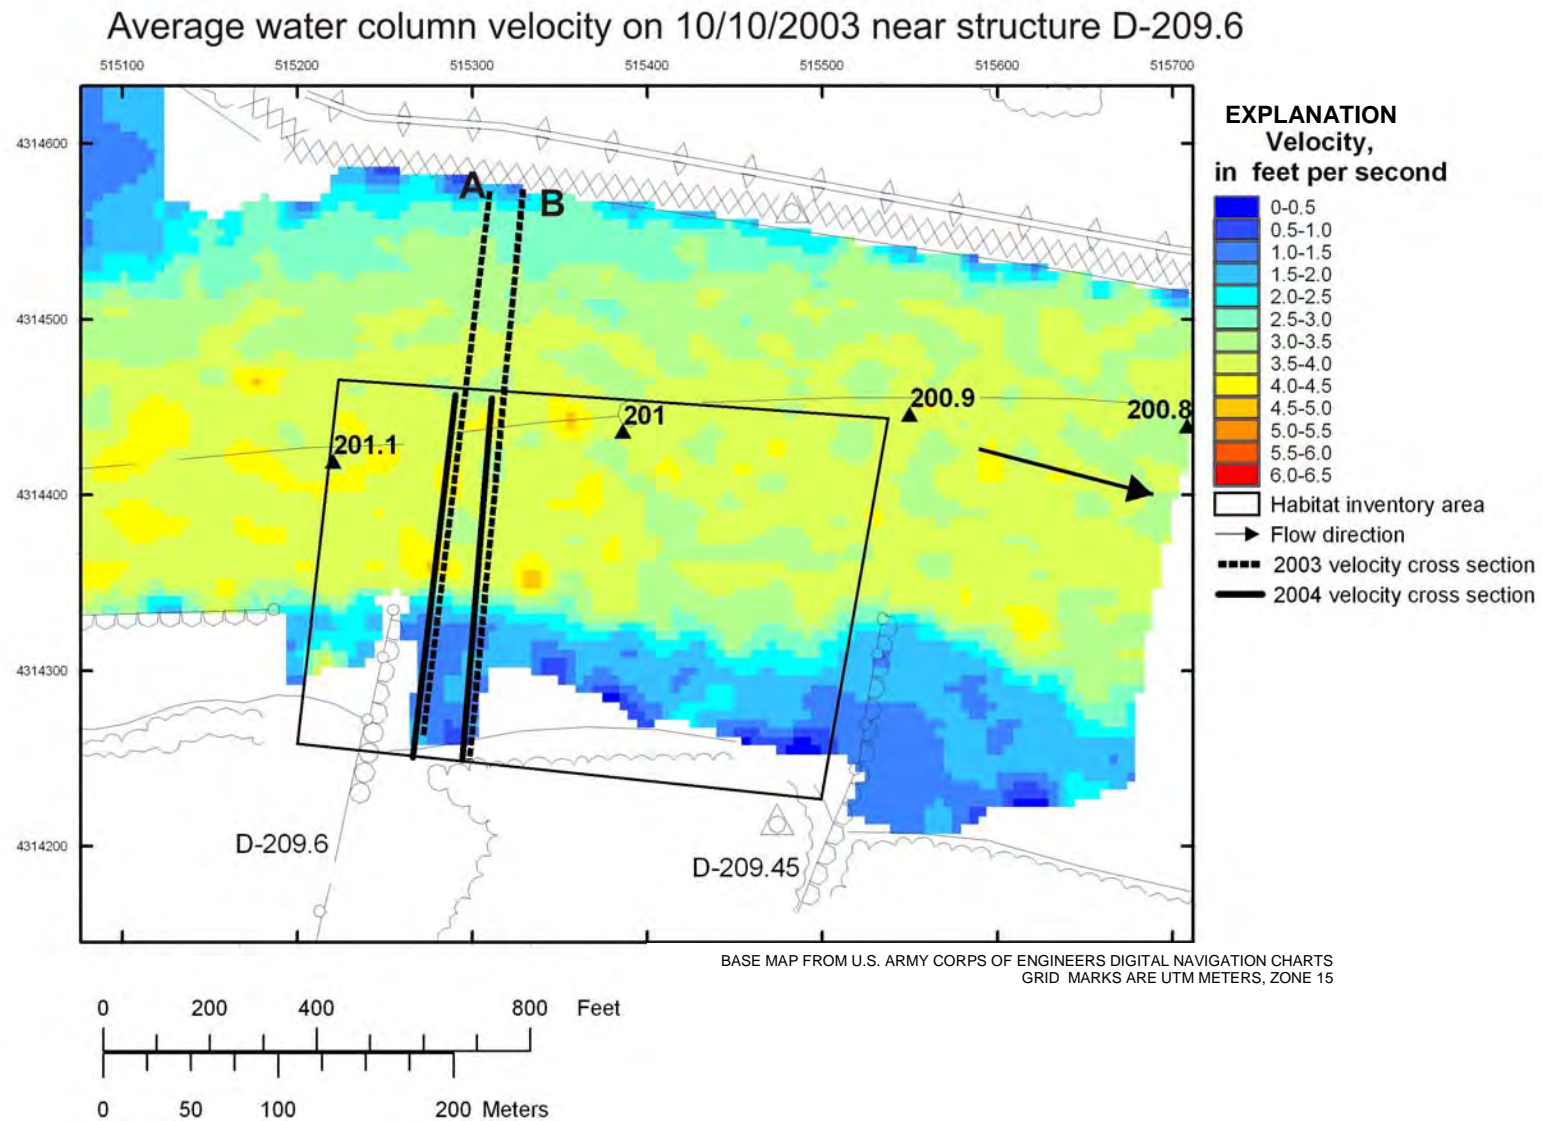 Average water column velocity on 10/10/2003 near structure D-209.6
515100 515200 515300 515400 515500 515600 515700
4314600
4314500
4314400
4314300
4314200
A
B
201.1
201
200.9
200.8
D-209.6
D-209.45
EXPLANATION
Velocity,
in feet per second
0-0.5
0.5-1.0
1.0-1.5
1.5-2.0
2.0-2.5
2.5-3.0
3.0-3.5
3.5-4.0
4.0-4.5
4.5-5.0
5.0-5.5
5.5-6.0
6.0-6.5
Habitat inventory area
Flow direction
2003 velocity cross section
2004 velocity cross section
BASE MAP FROM U.S. ARMY CORPS OF ENGINEERS DIGITAL NAVIGATION CHARTS
GRID MARKS ARE UTM METERS, ZONE 15
0 200 400 800 Feet
0 50 100 200 Meters